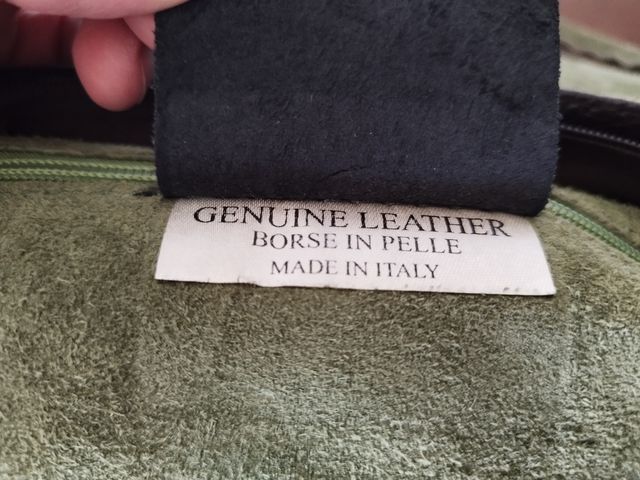 GENUINE LEATHER
BORSE IN PELLE
MADE IN ITALY